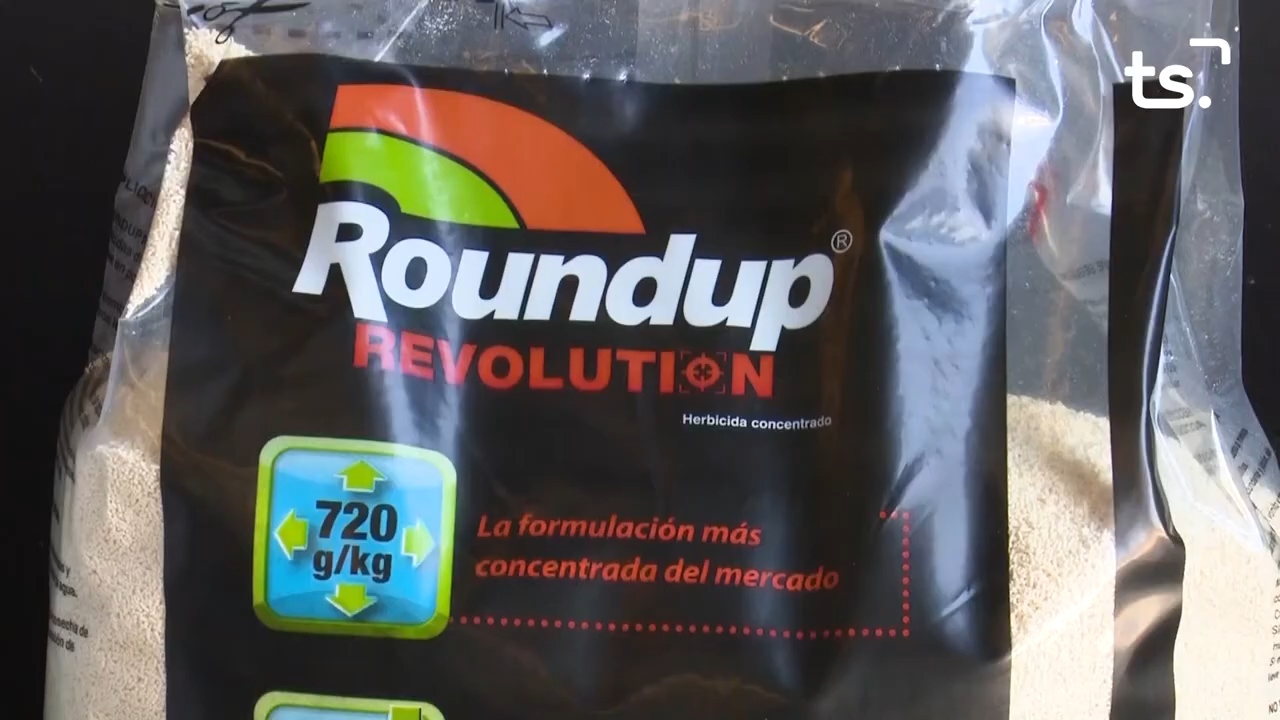 ts.
Roundup®
REVOLUTION
Herbicida concentrado
720
g/kg
La formulación más
concentrada del mercado